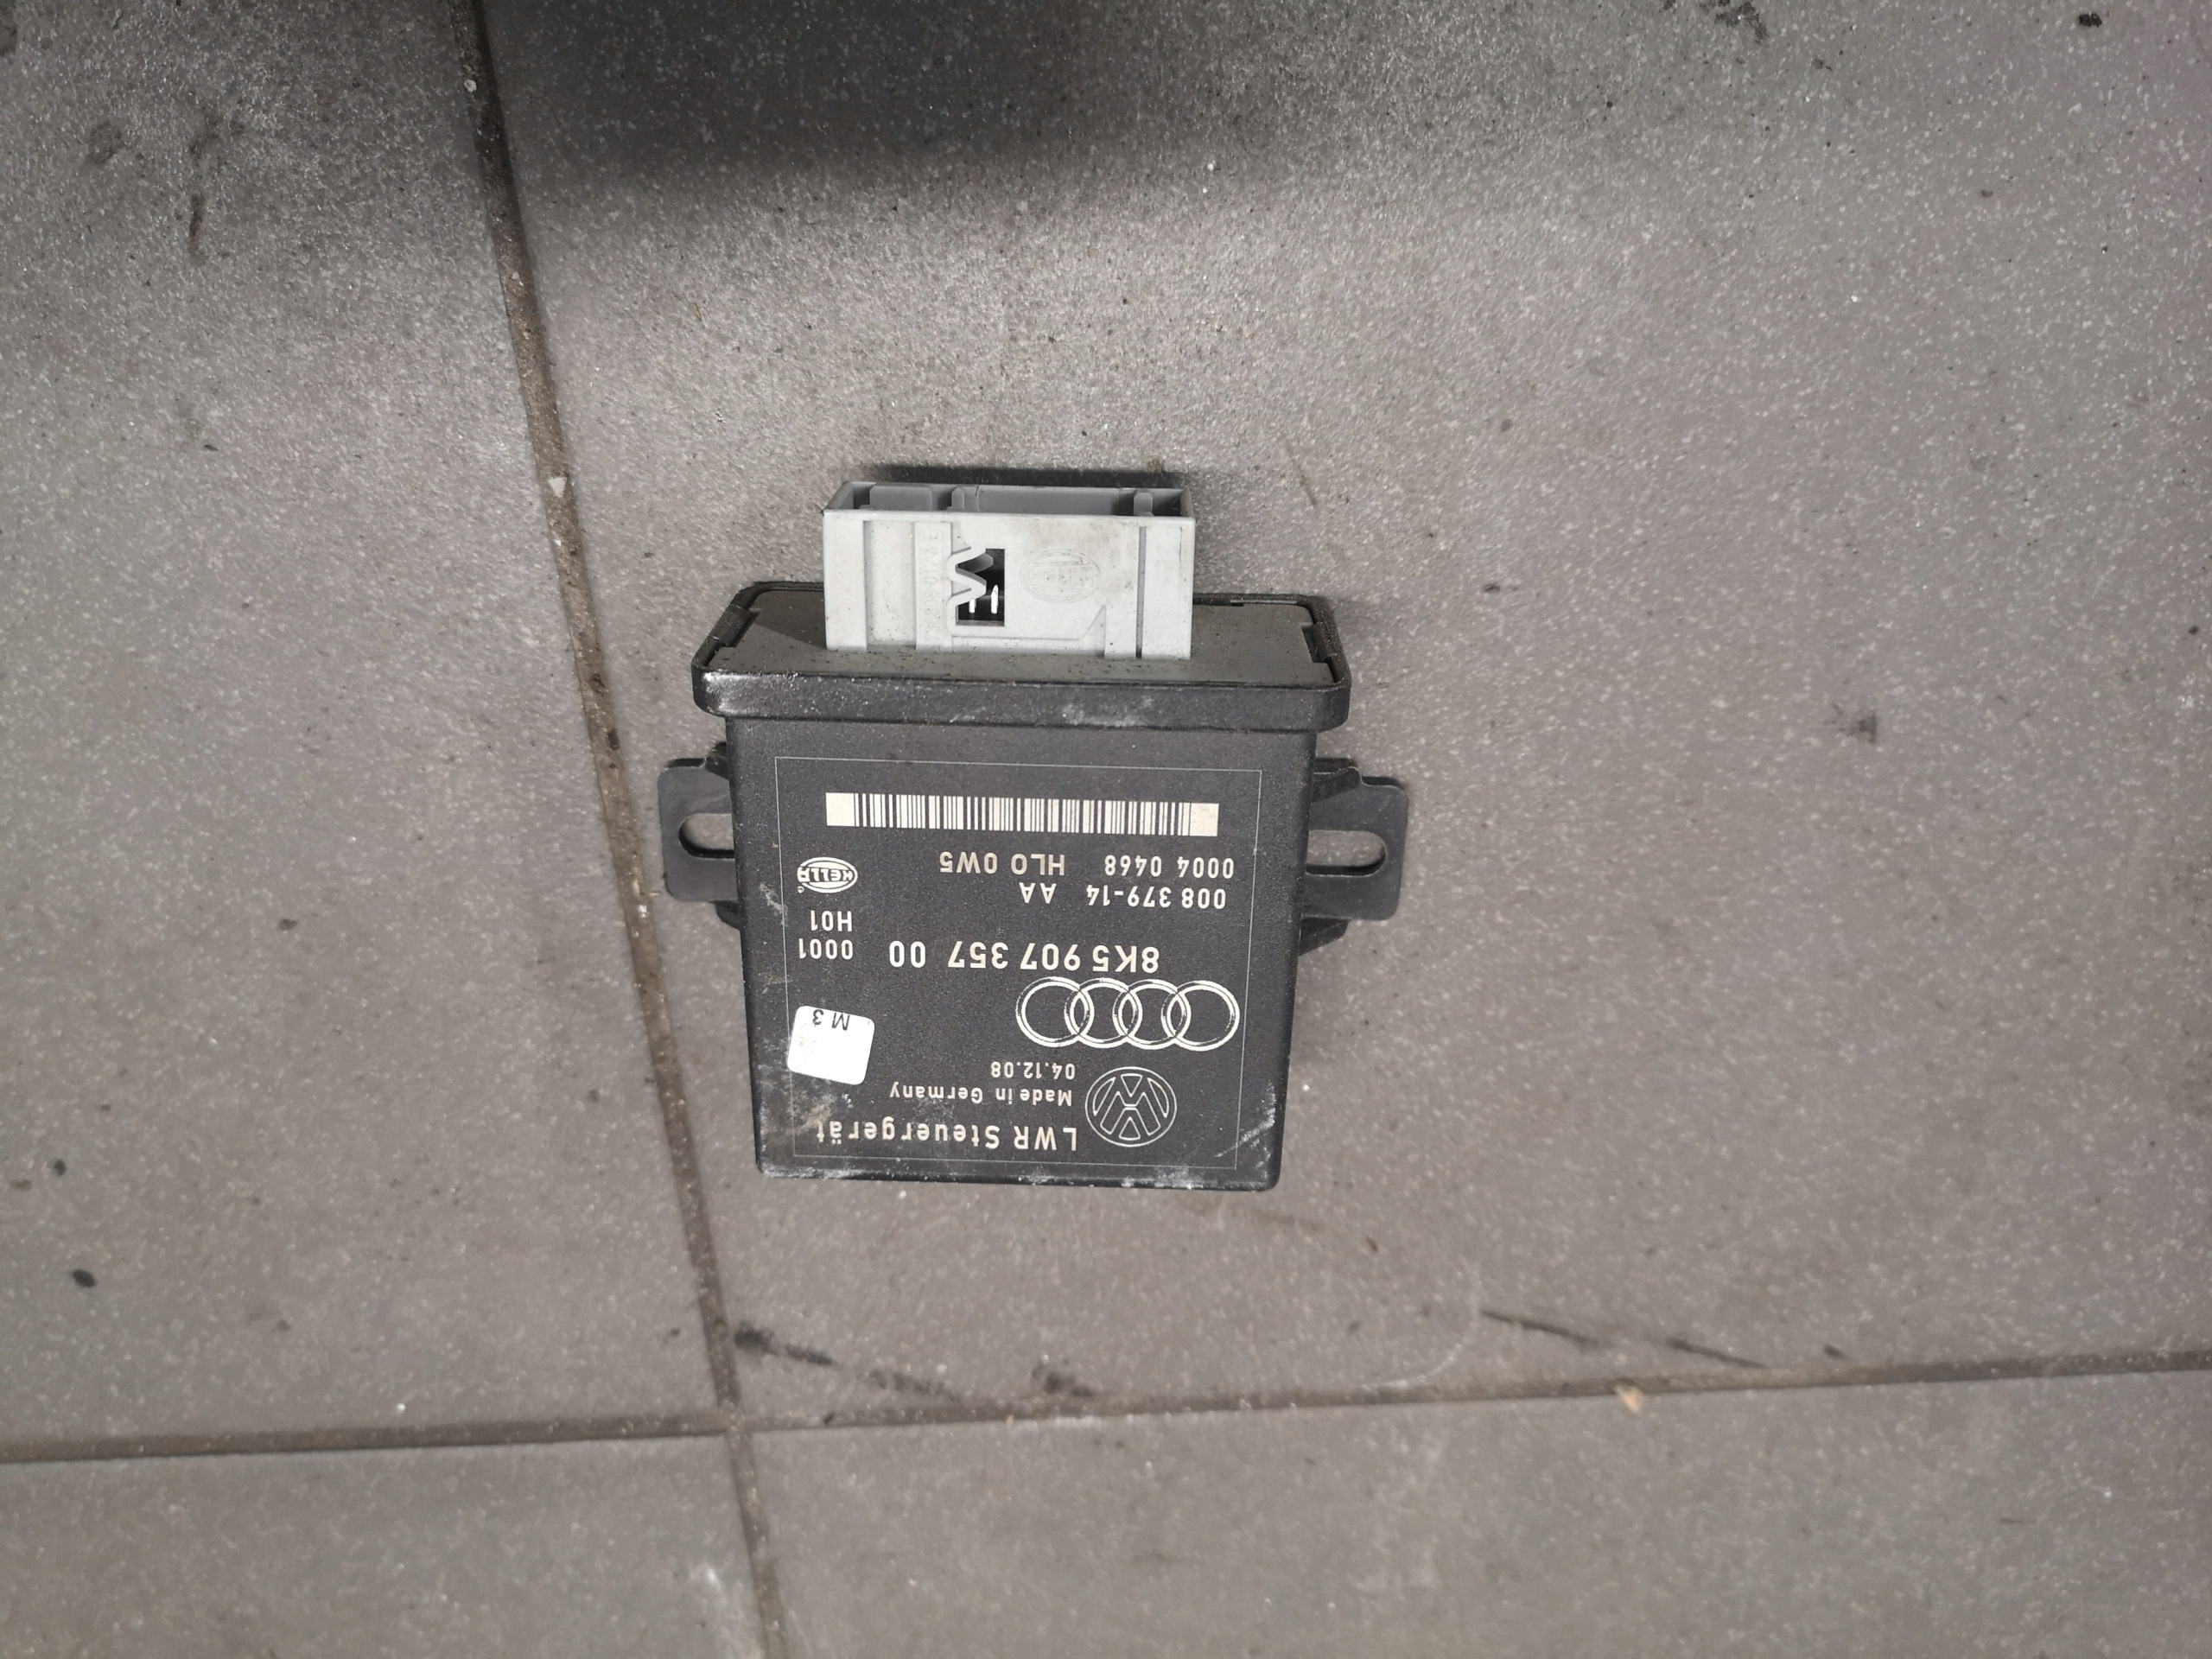 LWR Steuergerät
Made in Germany
04.12.08
M 3
8K5 907 357 00
0001
H01
008 379-14 AA
0004 0468 HLO 0W5
HELLA